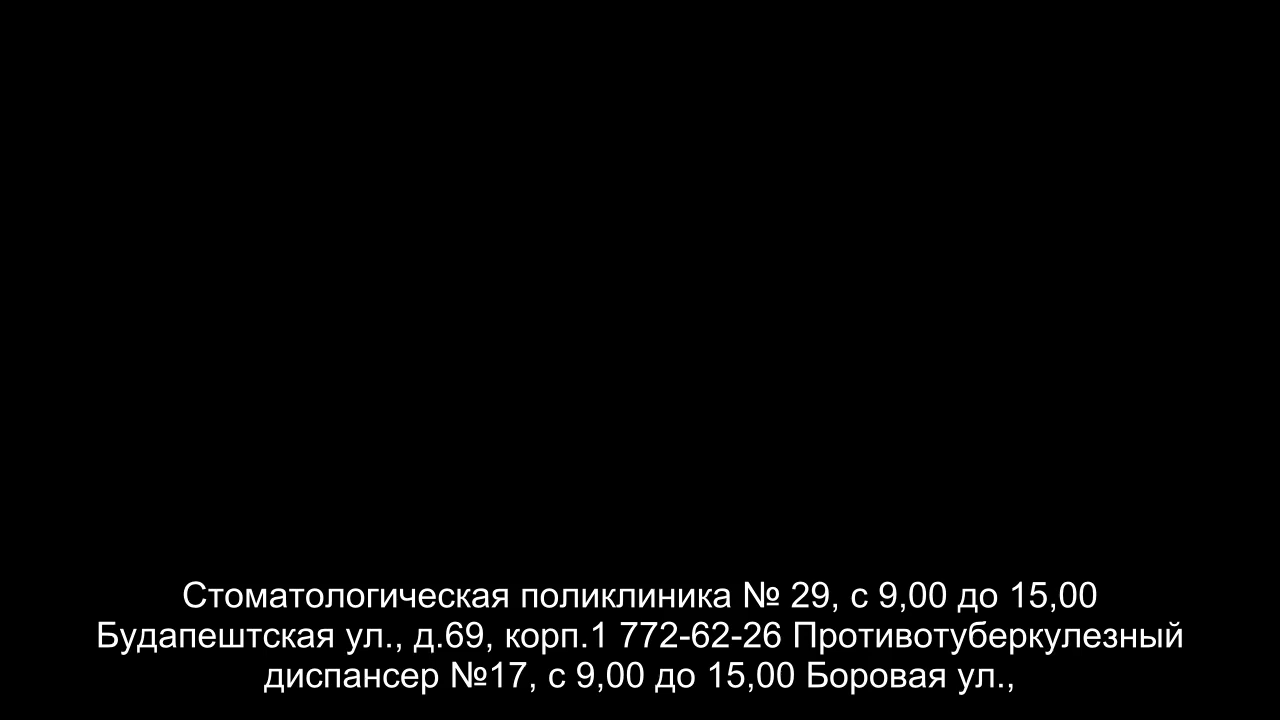 Стоматологическая поликлиника № 29, с 9,00 до 15,00
Будапештская ул., д.69, корп.1 772-62-26 Противотуберкулезный
диспансер №17, с 9,00 до 15,00 Боровая ул.,